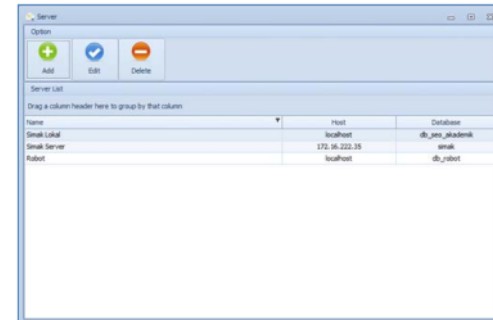 Server
Option
Add Edit Delete
Server List
Drag a column header here to group by that column
Name Host Database
Simak Lokal localhost db_ses_akademik
Simak Server 172.16.222.35 simak
Robot localhost db_robot